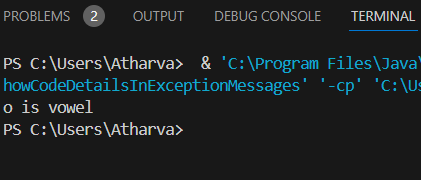 PROBLEMS 2 OUTPUT DEBUG CONSOLE TERMINAL
PS C:\Users\Atharva> & 'C:\Program Files\Java\
howCodeDetailsInExceptionMessages' '-cp' 'C:\Us
o is vowel
PS C:\Users\Atharva>